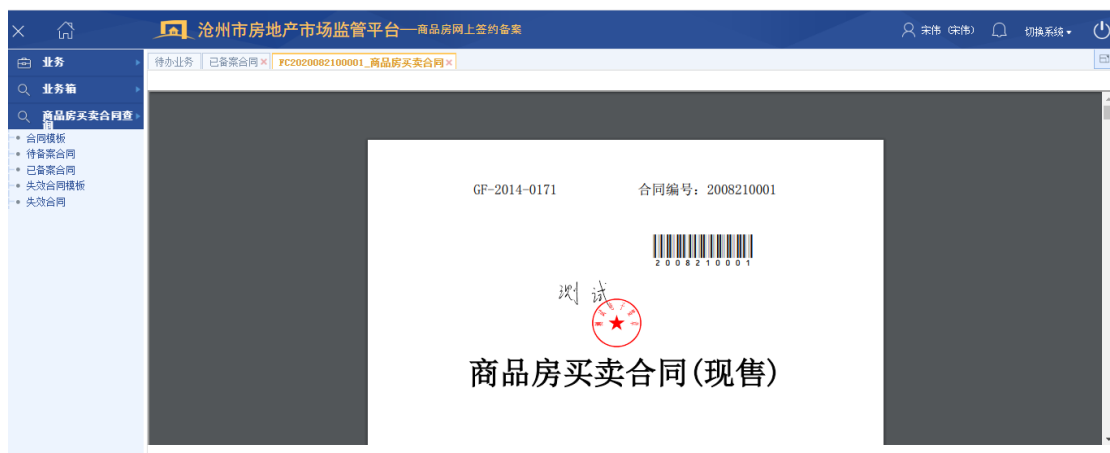 沧州市房地产市场监管平台—商品房网上签约备案
宋伟 (宋伟)
切换系统
业务
业务箱
商品房买卖合同查询
合同模板
待备案合同
已备案合同
失效合同模板
失效合同
待办业务
已备案合同×
FC2020082100001_商品房买卖合同×
GF-2014-0171
合同编号：2008210001
2008210001
测试
商品房买卖合同(现售)